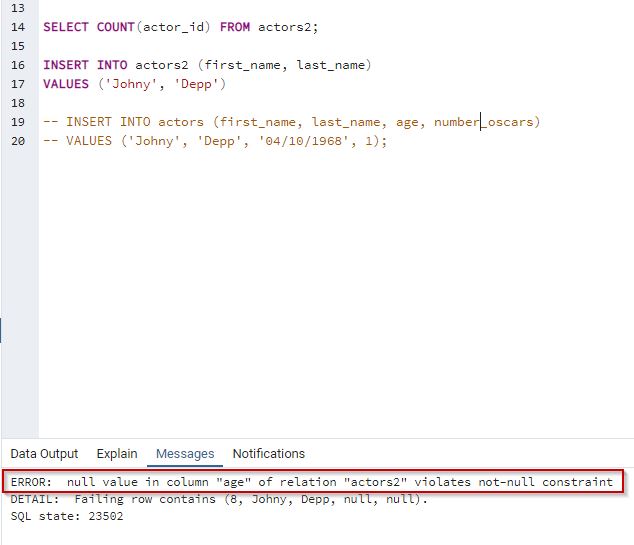 13
14 SELECT COUNT(actor_id) FROM actors2;
15
16 INSERT INTO actors2 (first_name, last_name)
17 VALUES ('Johny', 'Depp')
18
19 -- INSERT INTO actors (first_name, last_name, age, number_oscars)
20 -- VALUES ('Johny', 'Depp', '04/10/1968', 1);
Data Output Explain Messages Notifications
ERROR: null value in column "age" of relation "actors2" violates not-null constraint
DETAIL: Failing row contains (8, Johny, Depp, null, null).
SQL state: 23502